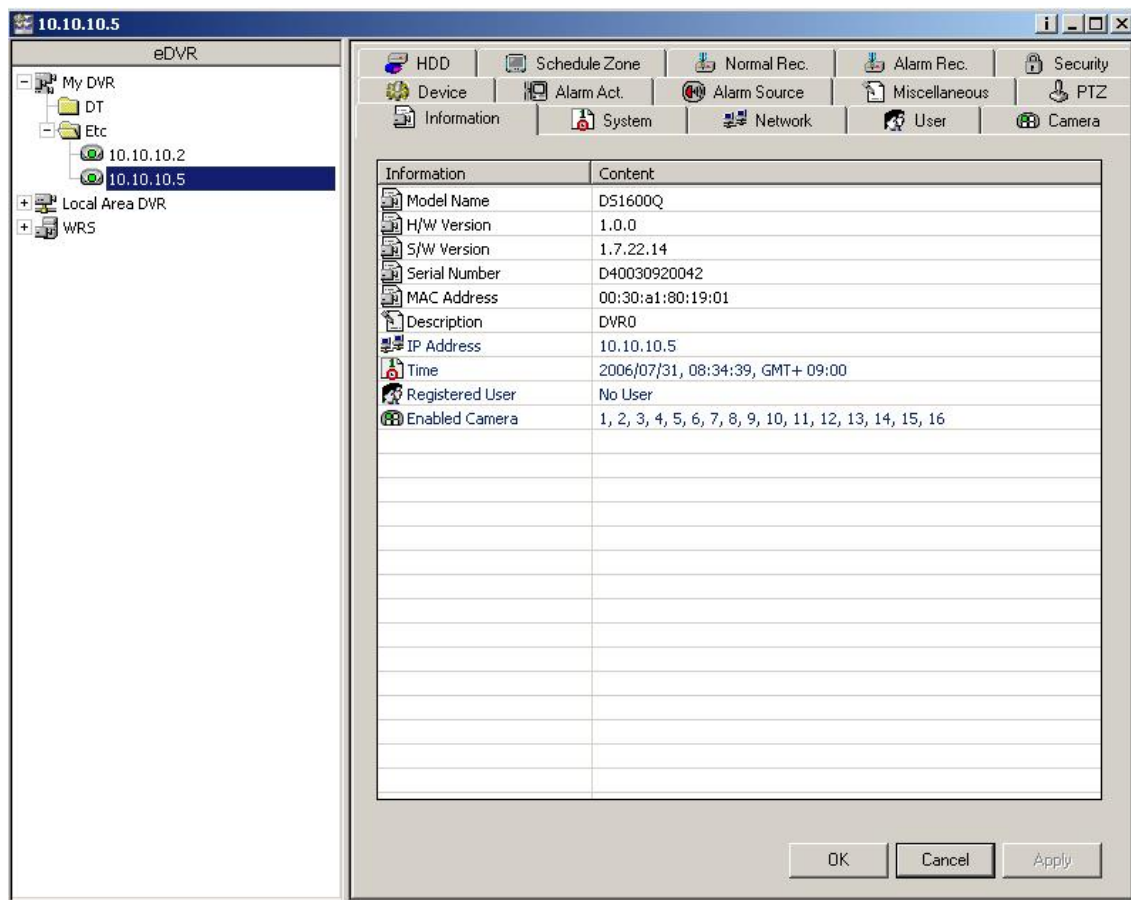 10.10.10.5
eDVR
My DVR
DT
Etc
10.10.10.2
10.10.10.5
Local Area DVR
WRS
HDD Schedule Zone Normal Rec. Alarm Rec. Security
Device Alarm Act. Alarm Source Miscellaneous PTZ
Information System Network User Camera
Information Content
Model Name DS1600Q
H/W Version 1.0.0
S/W Version 1.7.22.14
Serial Number D40030920042
MAC Address 00:30:a1:80:19:01
Description DVR0
IP Address 10.10.10.5
Time 2006/07/31, 08:34:39, GMT+ 09:00
Registered User No User
Enabled Camera 1, 2, 3, 4, 5, 6, 7, 8, 9, 10, 11, 12, 13, 14, 15, 16
OK Cancel Apply